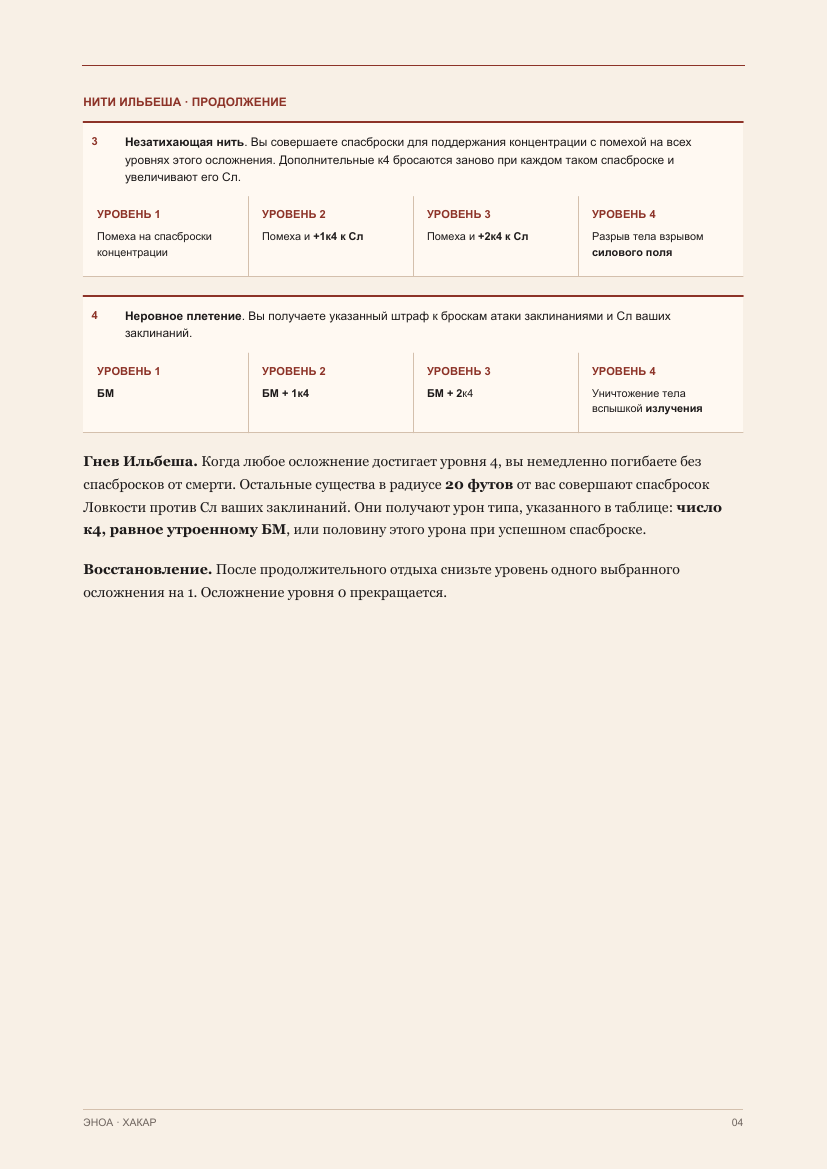 НИТИ ИЛЬБЕША · ПРОДОЛЖЕНИЕ
3
Незатихающая нить. Вы совершаете спасброски для поддержания концентрации с помехой на всех
уровнях этого осложнения. Дополнительные к4 бросаются заново при каждом таком спасброске и
увеличивают его Сл.
УРОВЕНЬ 1
Помеха на спасброски
концентрации
УРОВЕНЬ 2
Помеха и +1к4 к Сл
УРОВЕНЬ 3
Помеха и +2к4 к Сл
УРОВЕНЬ 4
Разрыв тела взрывом
силового поля
4
Неровное плетение. Вы получаете указанный штраф к броскам атаки заклинаниями и Сл ваших
заклинаний.
УРОВЕНЬ 1
БМ
УРОВЕНЬ 2
БМ + 1к4
УРОВЕНЬ 3
БМ + 2к4
УРОВЕНЬ 4
Уничтожение тела
вспышкой излучения
Гнев Ильбеша. Когда любое осложнение достигает уровня 4, вы немедленно погибаете без
спасбросков от смерти. Остальные существа в радиусе 20 футов от вас совершают спасбросок
Ловкости против Сл ваших заклинаний. Они получают урон типа, указанного в таблице: число
к4, равное утроенному БМ, или половину этого урона при успешном спасброске.
Восстановление. После продолжительного отдыха снизьте уровень одного выбранного
осложнения на 1. Осложнение уровня 0 прекращается.
ЭНОА · ХАКАР
04